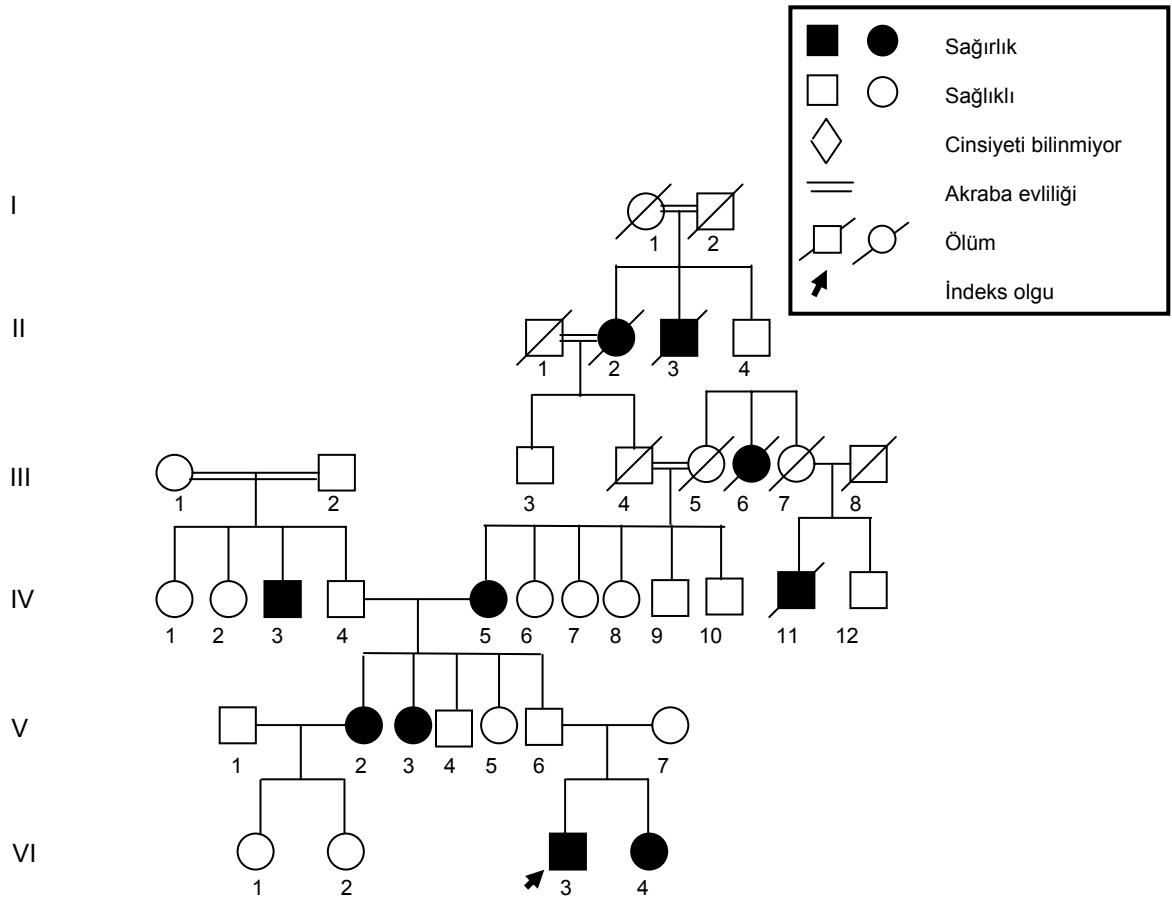 Sağırlık
Sağlıklı
Cinsiyeti bilinmiyor
Akraba evliliği
Ölüm
İndeks olgu
I
1 2
II
1 2 3 4
III
1 2 3 4 5 6 7 8
IV
1 2 3 4 5 6 7 8 9 10 11 12
V
1 2 3 4 5 6 7
VI
1 2 3 4